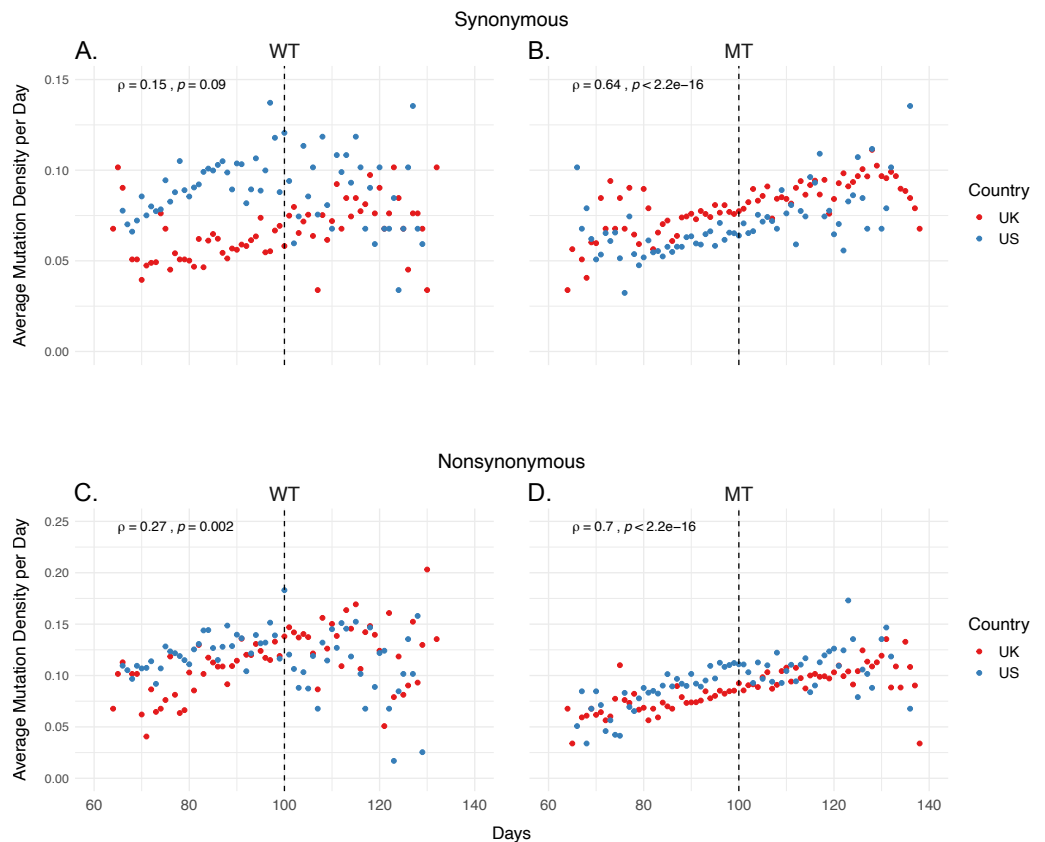 Synonymous
A. WT
B. MT
ρ = 0.15 , p = 0.09
ρ = 0.64 , p < 2.2e−16
Average Mutation Density per Day
0.15
0.10
0.05
0.00
Country
UK
US
Nonsynonymous
C. WT
D. MT
ρ = 0.27 , p = 0.002
ρ = 0.7 , p < 2.2e−16
Average Mutation Density per Day
0.25
0.20
0.15
0.10
0.05
0.00
Country
UK
US
60 80 100 120 140
60 80 100 120 140
Days